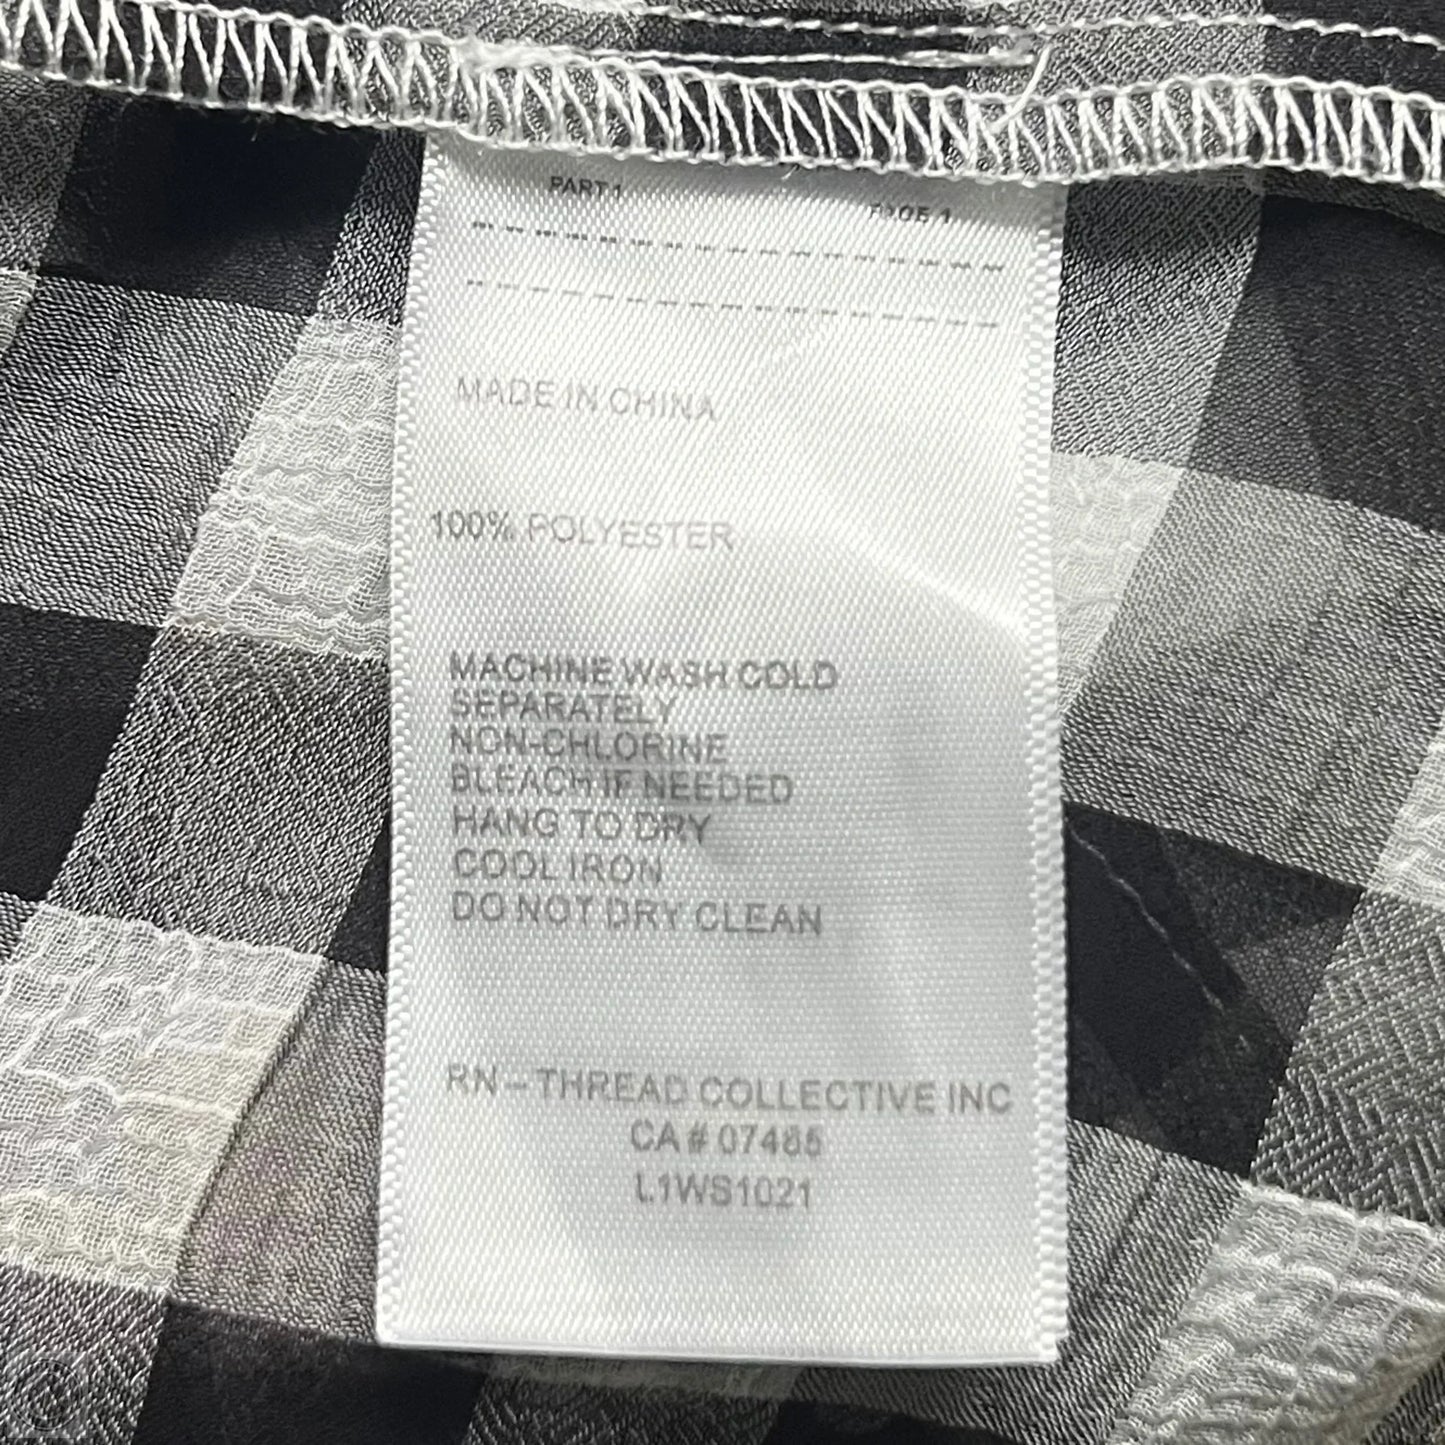 PART 1
PAGE 1
MADE IN CHINA
100% POLYESTER
MACHINE WASH COLD
SEPARATELY
NON-CHLORINE
BLEACH IF NEEDED
HANG TO DRY
COOL IRON
DO NOT DRY CLEAN
RN – THREAD COLLECTIVE INC
CA # 07485
L1WS1021